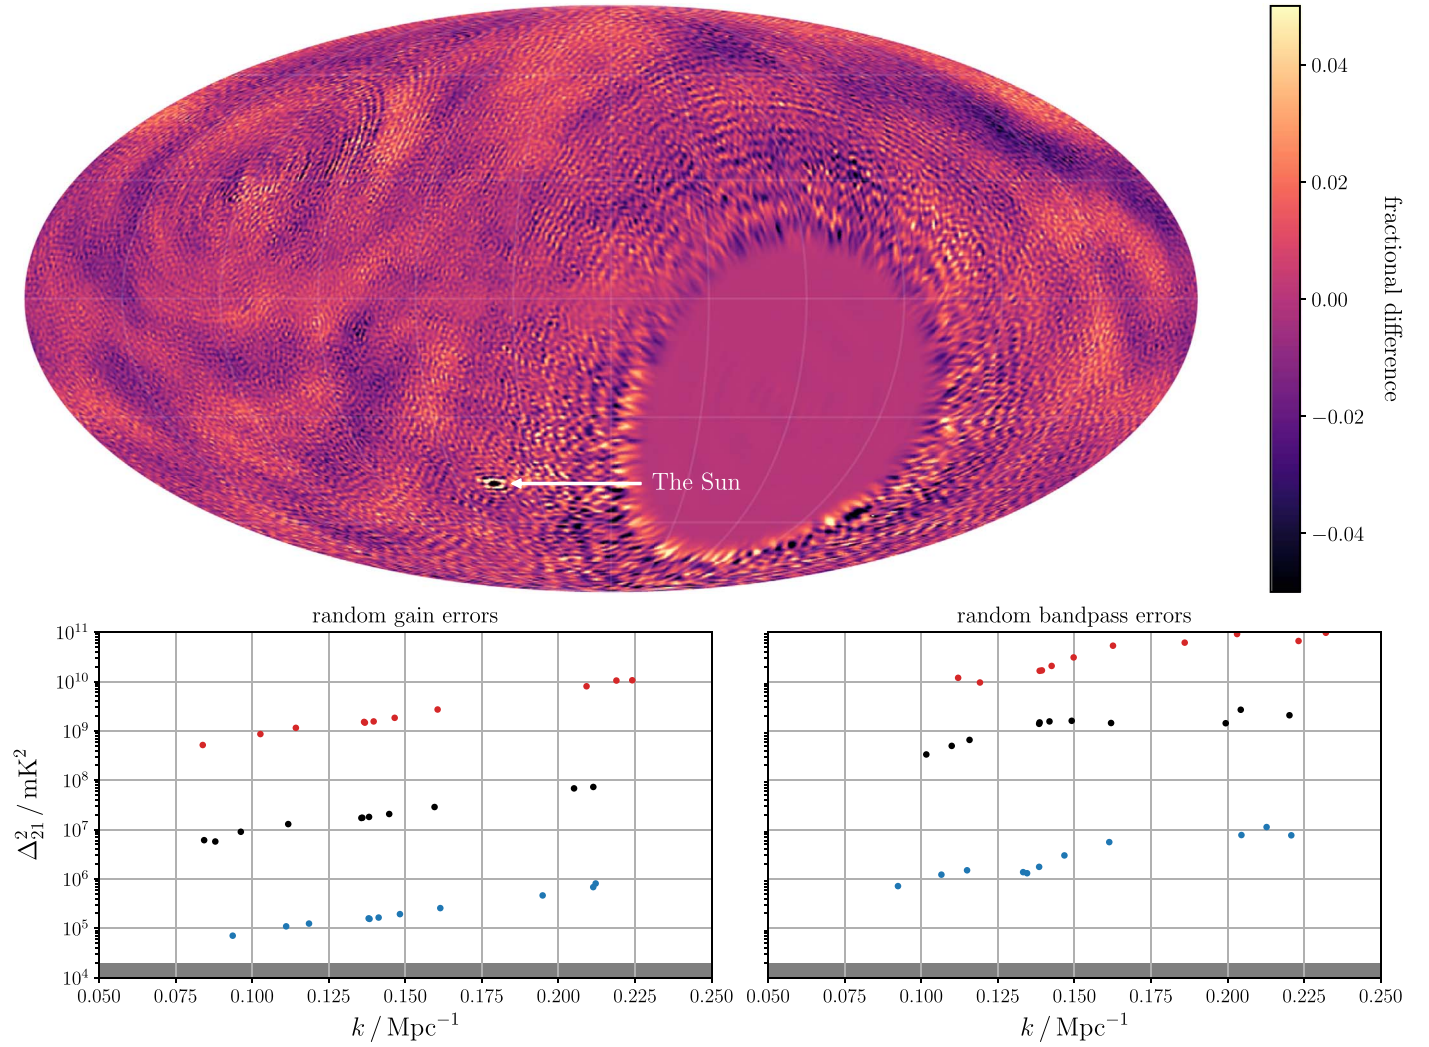 0.04
0.02
0.00
−0.02
−0.04
fractional difference
The Sun
random gain errors
random bandpass errors
10¹¹
10¹⁰
10⁹
10⁸
10⁷
10⁶
10⁵
10⁴
Δ²₂₁ / mK²
0.050 0.075 0.100 0.125 0.150 0.175 0.200 0.225 0.250
0.050 0.075 0.100 0.125 0.150 0.175 0.200 0.225 0.250
k / Mpc⁻¹
k / Mpc⁻¹